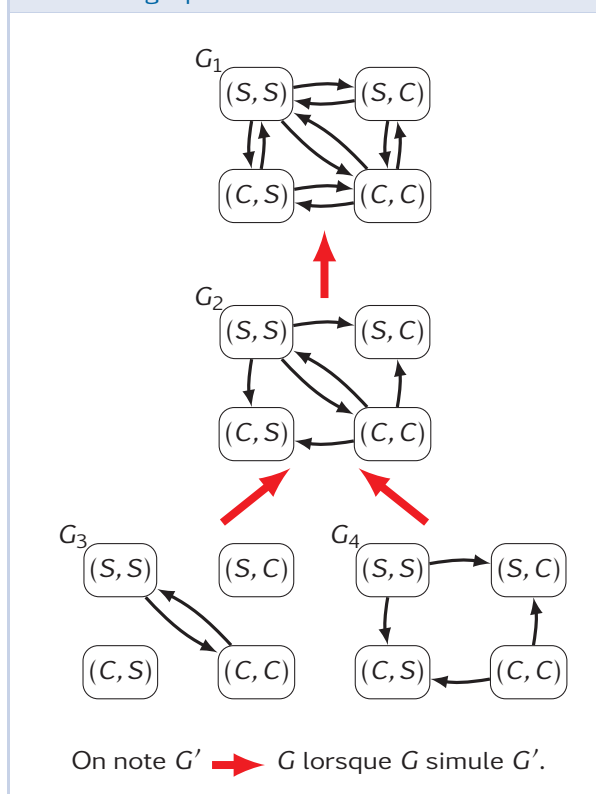 G₁
(S, S) (S, C)
(C, S) (C, C)
G₂
(S, S) (S, C)
(C, S) (C, C)
G₃ G₄
(S, S) (S, C) (S, S) (S, C)
(C, S) (C, C) (C, S) (C, C)
On note G′ G lorsque G simule G′.